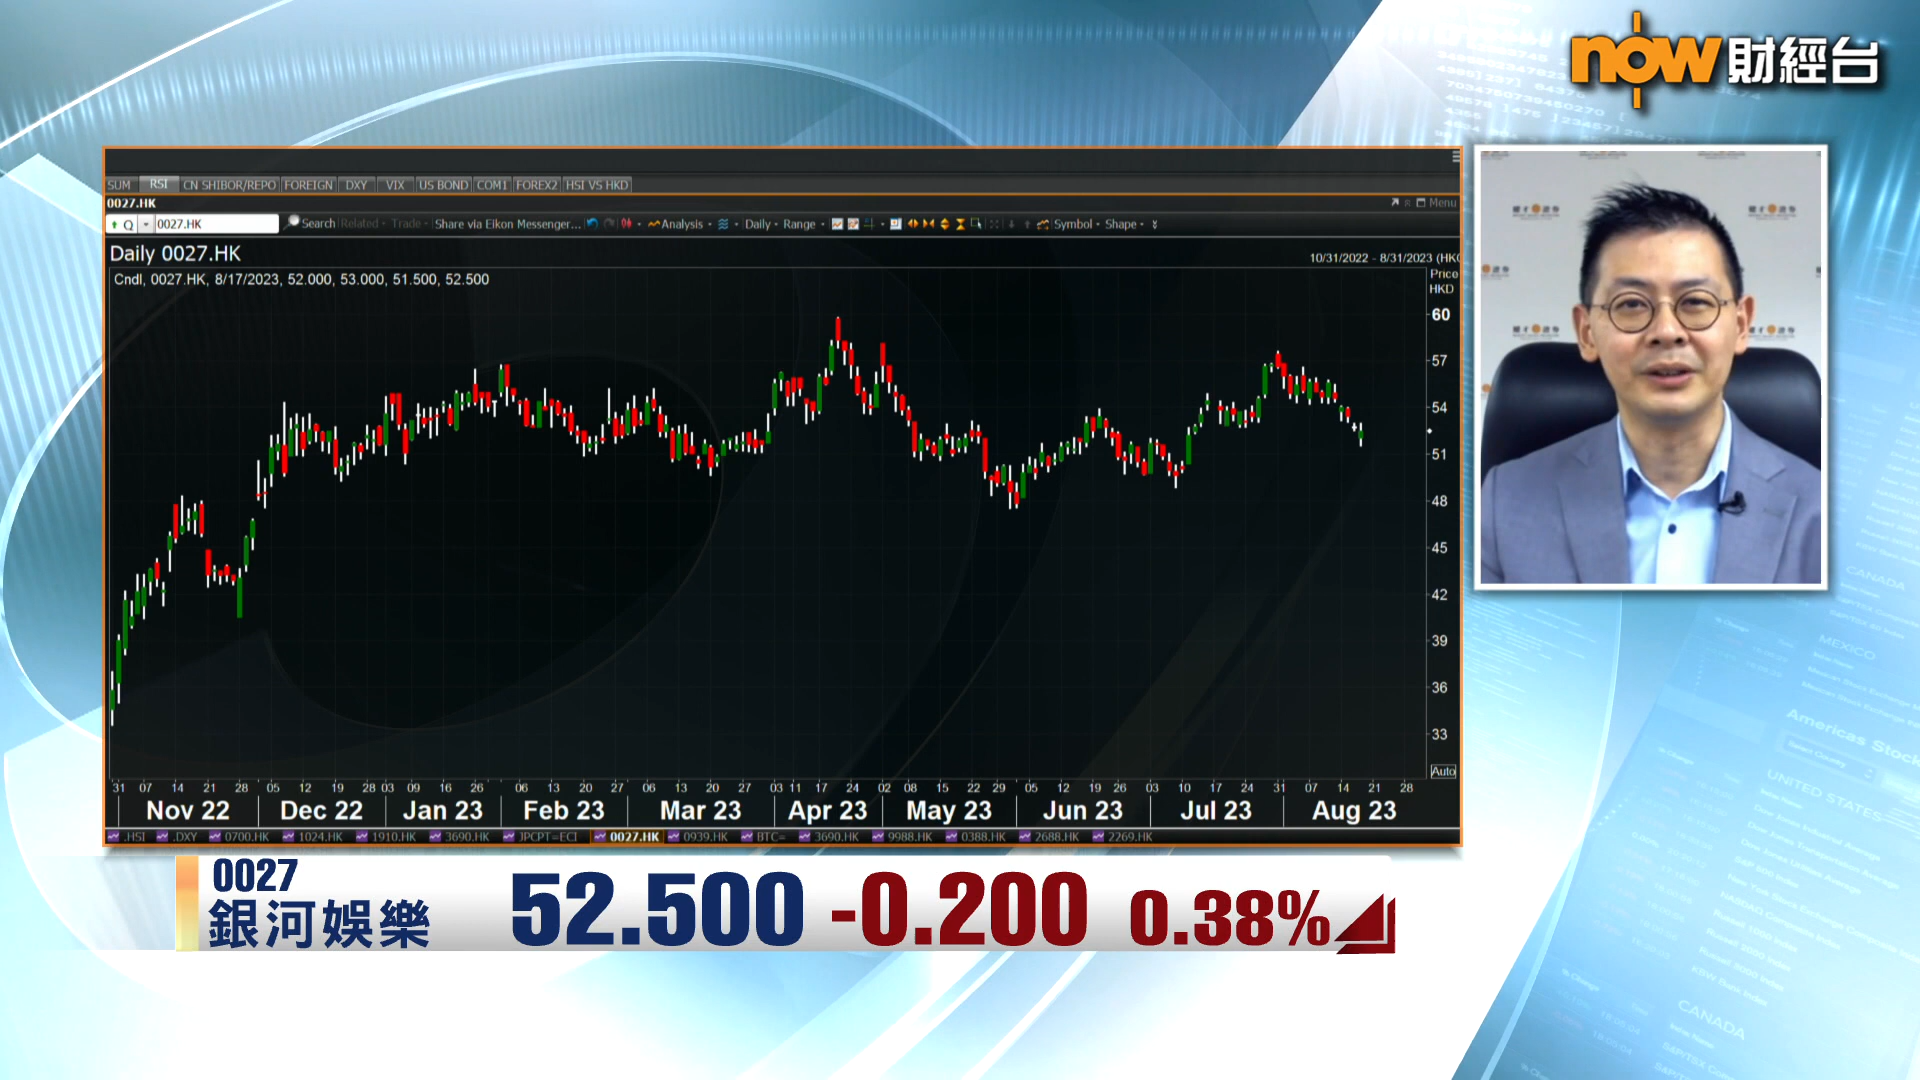 now 財經台
SUM RSI CN SHIBOR/REPO FOREIGN DXY VIX US BOND COM1 FOREX2 HSI VS HKD
0027.HK
Menu
Q 0027.HK Search Related Trade Share via Eikon Messenger... Analysis Daily Range Symbol Shape
Daily 0027.HK
10/31/2022 - 8/31/2023 (HK
Cndl, 0027.HK, 8/17/2023, 52.000, 53.000, 51.500, 52.500
Price
HKD
60
57
54
51
48
45
42
39
36
33
Auto
31 07 14 21 28 05 12 19 28 03 09 16 26 06 13 20 27 06 13 20 27 03 11 17 24 02 08 15 22 29 05 12 19 26 03 10 17 24 31 07 14 21 28
Nov 22 Dec 22 Jan 23 Feb 23 Mar 23 Apr 23 May 23 Jun 23 Jul 23 Aug 23
.HSI .DXY 0700.HK 1024.HK 1910.HK 3690.HK JPCPT=ECI 0027.HK 0939.HK BTC= 3690.HK 9988.HK 0388.HK 2688.HK 2269.HK
0027
銀河娛樂 52.500 -0.200 0.38%
CANADA
MEXICO
Americas Stock
UNITED STATES
CANADA